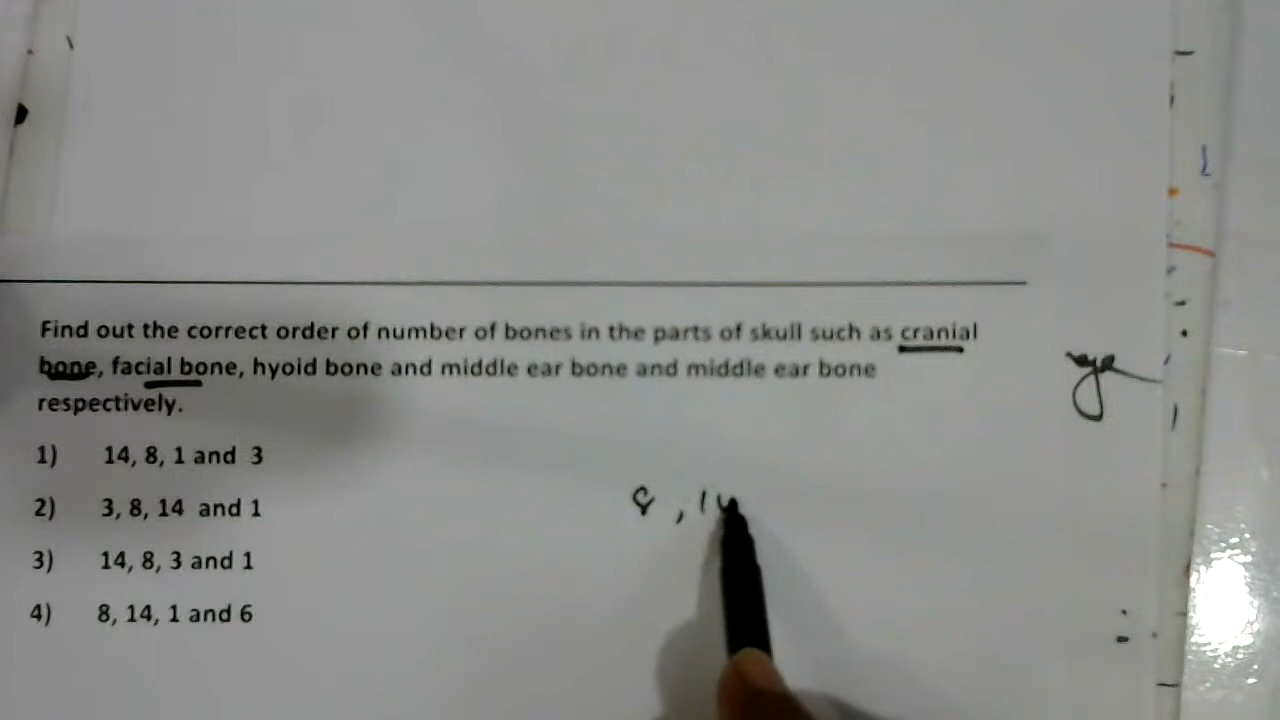 Find out the correct order of number of bones in the parts of skull such as cranial
bone, facial bone, hyoid bone and middle ear bone and middle ear bone
respectively.
1) 14, 8, 1 and 3
2) 3, 8, 14 and 1
3) 14, 8, 3 and 1
4) 8, 14, 1 and 6
8, 14